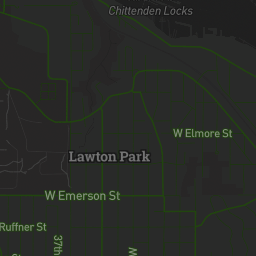 Chittenden Locks
W Elmore St
Lawton Park
W Emerson St
Ruffner St
37th
W